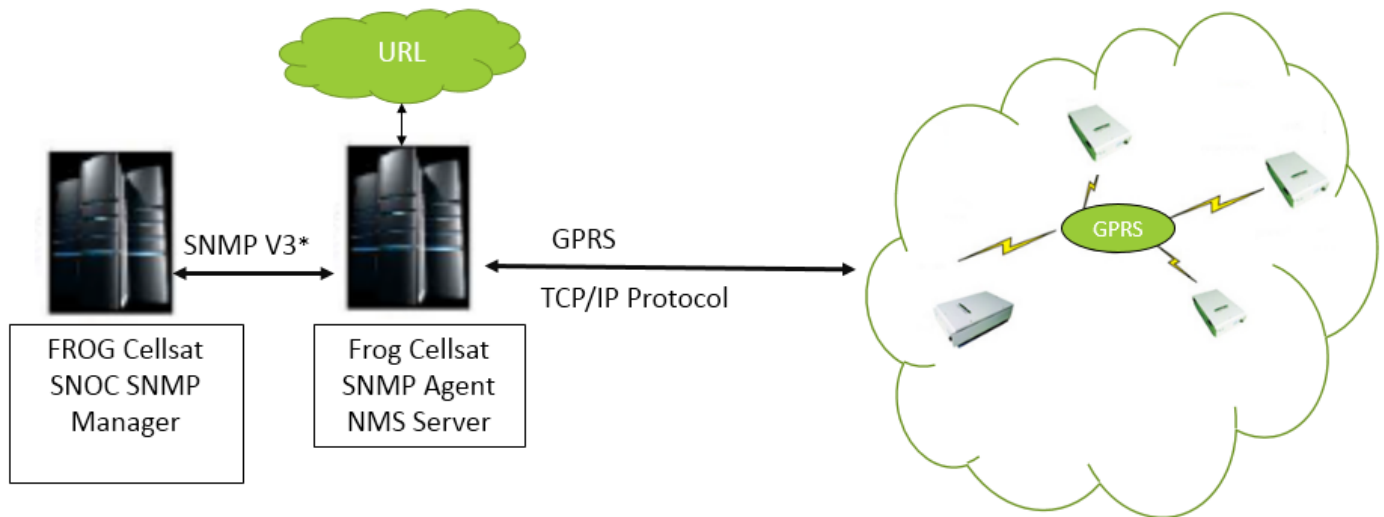 URL
SNMP V3*
GPRS
TCP/IP Protocol
GPRS
FROG Cellsat
SNOC SNMP
Manager
Frog Cellsat
SNMP Agent
NMS Server